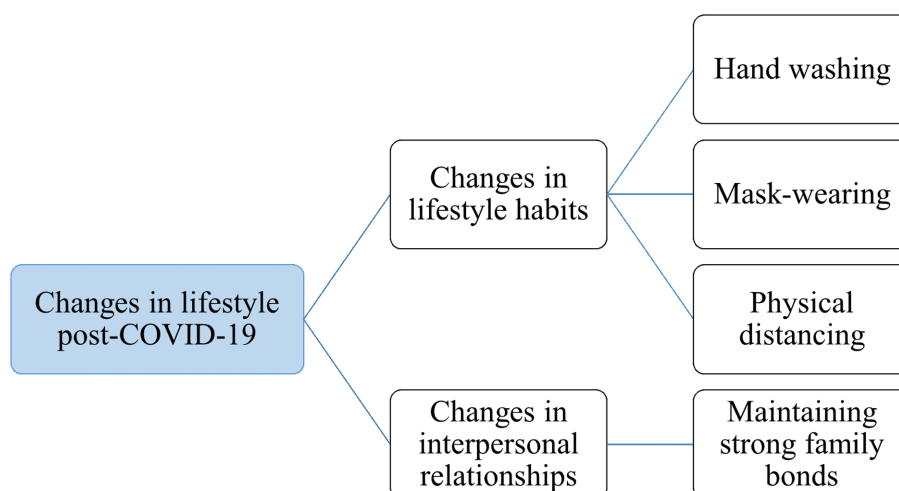 Changes in lifestyle
post-COVID-19
Changes in
lifestyle habits
Hand washing
Mask-wearing
Physical
distancing
Changes in
interpersonal
relationships
Maintaining
strong family
bonds